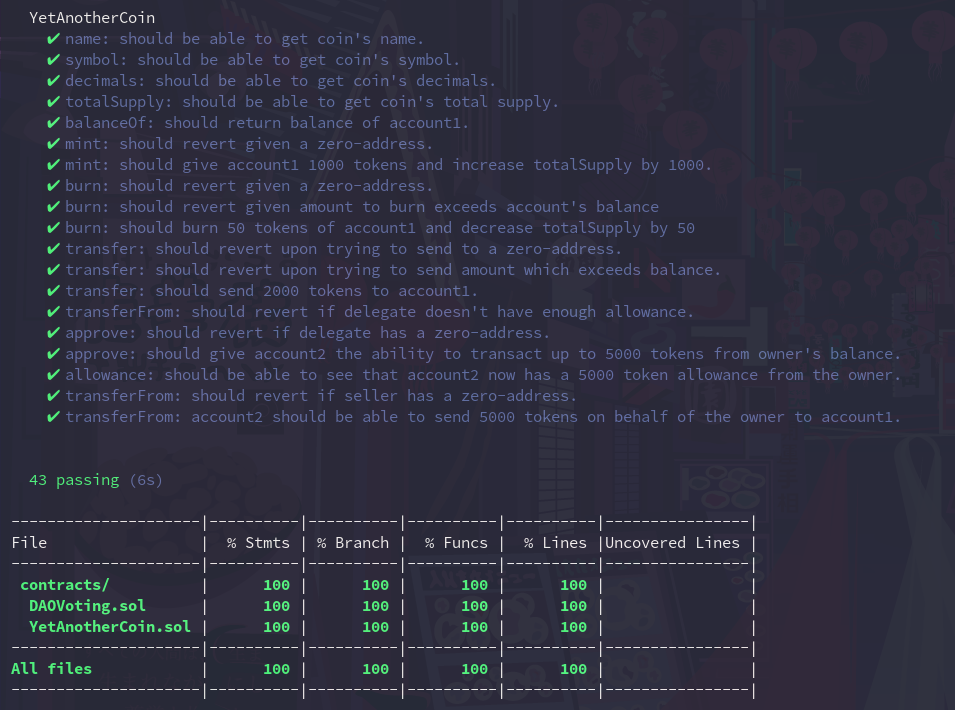 YetAnotherCoin
✔ name: should be able to get coin's name.
✔ symbol: should be able to get coin's symbol.
✔ decimals: should be able to get coin's decimals.
✔ totalSupply: should be able to get coin's total supply.
✔ balanceOf: should return balance of account1.
✔ mint: should revert given a zero-address.
✔ mint: should give account1 1000 tokens and increase totalSupply by 1000.
✔ burn: should revert given a zero-address.
✔ burn: should revert given amount to burn exceeds account's balance
✔ burn: should burn 50 tokens of account1 and decrease totalSupply by 50
✔ transfer: should revert upon trying to send to a zero-address.
✔ transfer: should revert upon trying to send amount which exceeds balance.
✔ transfer: should send 2000 tokens to account1.
✔ transferFrom: should revert if delegate doesn't have enough allowance.
✔ approve: should revert if delegate has a zero-address.
✔ approve: should give account2 the ability to transact up to 5000 tokens from owner's balance.
✔ allowance: should be able to see that account2 now has a 5000 token allowance from the owner.
✔ transferFrom: should revert if seller has a zero-address.
✔ transferFrom: account2 should be able to send 5000 tokens on behalf of the owner to account1.
43 passing (6s)
---------------------|----------|----------|----------|----------|----------------|
File                 |  % Stmts | % Branch |  % Funcs |  % Lines |Uncovered Lines |
---------------------|----------|----------|----------|----------|----------------|
 contracts/          |      100 |      100 |      100 |      100 |                |
  DAOVoting.sol      |      100 |      100 |      100 |      100 |                |
  YetAnotherCoin.sol |      100 |      100 |      100 |      100 |                |
---------------------|----------|----------|----------|----------|----------------|
All files            |      100 |      100 |      100 |      100 |                |
---------------------|----------|----------|----------|----------|----------------|